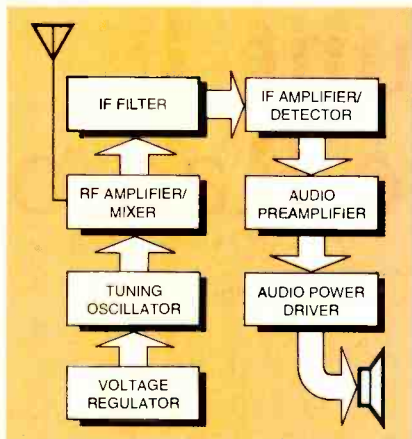 IF FILTER
IF AMPLIFIER/
DETECTOR
RF AMPLIFIER/
MIXER
AUDIO
PREAMPLIFIER
TUNING
OSCILLATOR
AUDIO POWER
DRIVER
VOLTAGE
REGULATOR